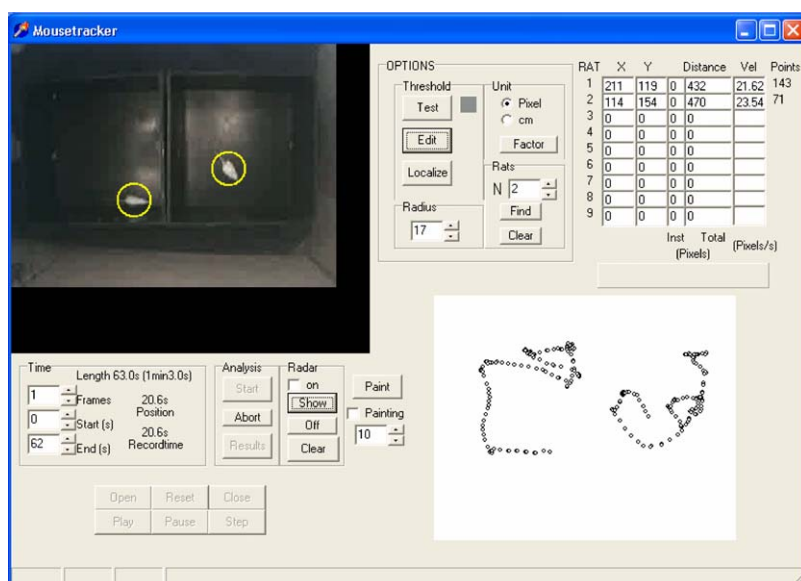 Mousetracker
OPTIONS
Threshold
Test
Edit
Localize
Radius
17
Unit
Pixel
cm
Factor
Rats
N 2
Find
Clear
RAT X Y Distance Vel Points
1 211 119 0 432 21.62 143
2 114 154 0 470 23.54 71
3 0 0 0 0
4 0 0 0 0
5 0 0 0 0
6 0 0 0 0
7 0 0 0 0
8 0 0 0 0
9 0 0 0 0
Inst Total (Pixels/s)
(Pixels)
Time
Length 63.0s (1min3.0s)
1 Frames 20.6s
Position
0 Start (s) 20.6s
62 End (s) Recordtime
Analysis
Start
Abort
Results
Radar
on
Show
Off
Clear
Paint
Painting
10
Open Reset Close
Play Pause Step